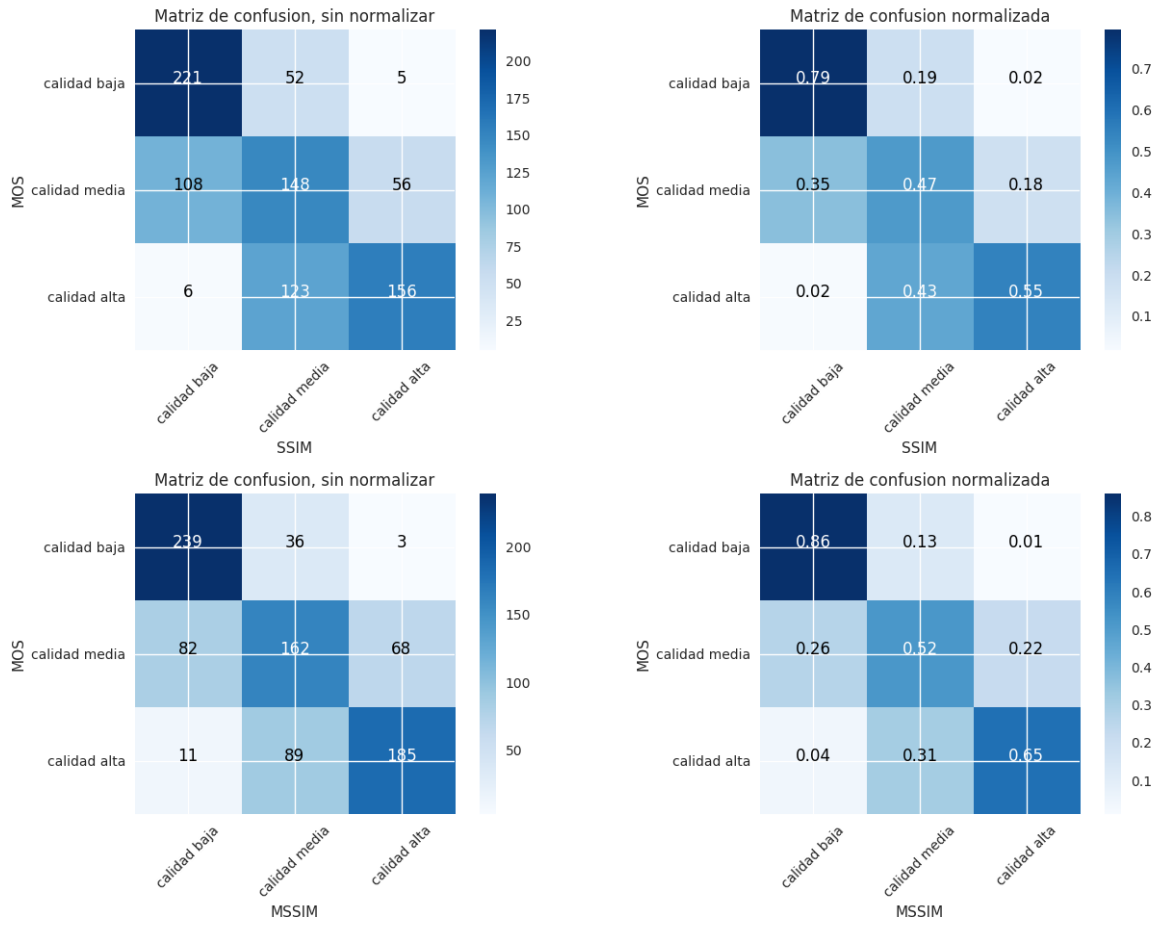 Matriz de confusion, sin normalizar
calidad baja
calidad media
calidad alta
MOS
221 52 5
108 148 56
6 123 156
200
175
150
125
100
75
50
25
calidad baja
calidad media
calidad alta
SSIM
Matriz de confusion normalizada
calidad baja
calidad media
calidad alta
MOS
0.79 0.19 0.02
0.35 0.47 0.18
0.02 0.43 0.55
0.7
0.6
0.5
0.4
0.3
0.2
0.1
calidad baja
calidad media
calidad alta
SSIM
Matriz de confusion, sin normalizar
calidad baja
calidad media
calidad alta
MOS
239 36 3
82 162 68
11 89 185
200
150
100
50
calidad baja
calidad media
calidad alta
MSSIM
Matriz de confusion normalizada
calidad baja
calidad media
calidad alta
MOS
0.86 0.13 0.01
0.26 0.52 0.22
0.04 0.31 0.65
0.8
0.7
0.6
0.5
0.4
0.3
0.2
0.1
calidad baja
calidad media
calidad alta
MSSIM